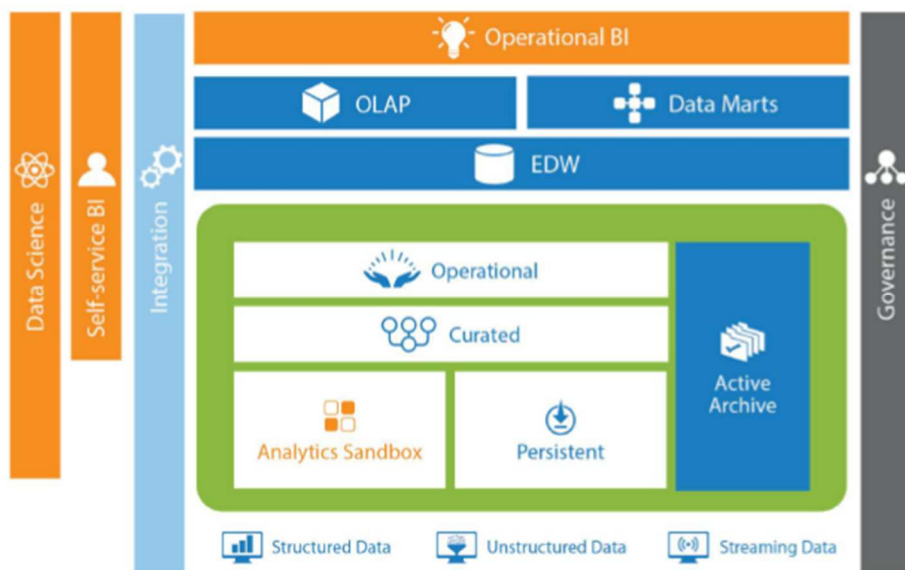 Operational BI
OLAP
Data Marts
EDW
Data Science
Self-service BI
Integration
Governance
Operational
Curated
Active
Archive
Analytics Sandbox
Persistent
Structured Data
Unstructured Data
Streaming Data